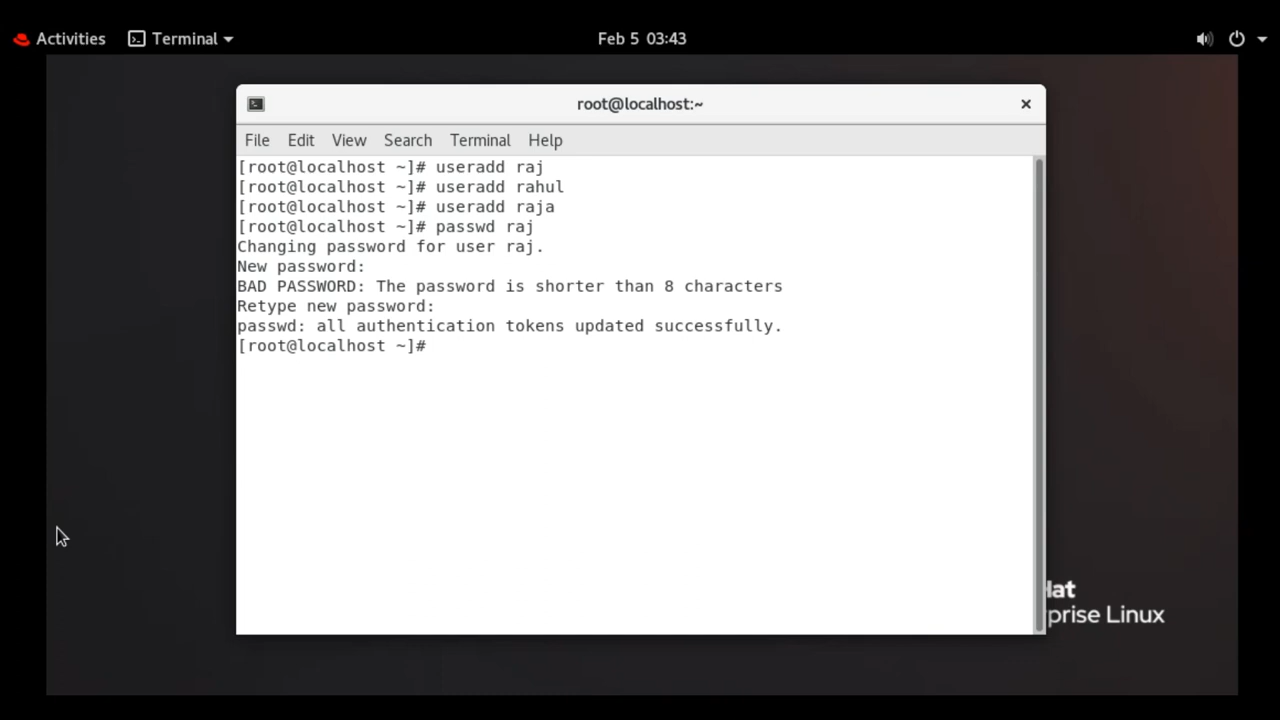 Activities Terminal Feb 5 03:43
root@localhost:~
File Edit View Search Terminal Help
[root@localhost ~]# useradd raj
[root@localhost ~]# useradd rahul
[root@localhost ~]# useradd raja
[root@localhost ~]# passwd raj
Changing password for user raj.
New password:
BAD PASSWORD: The password is shorter than 8 characters
Retype new password:
passwd: all authentication tokens updated successfully.
[root@localhost ~]#
Linux